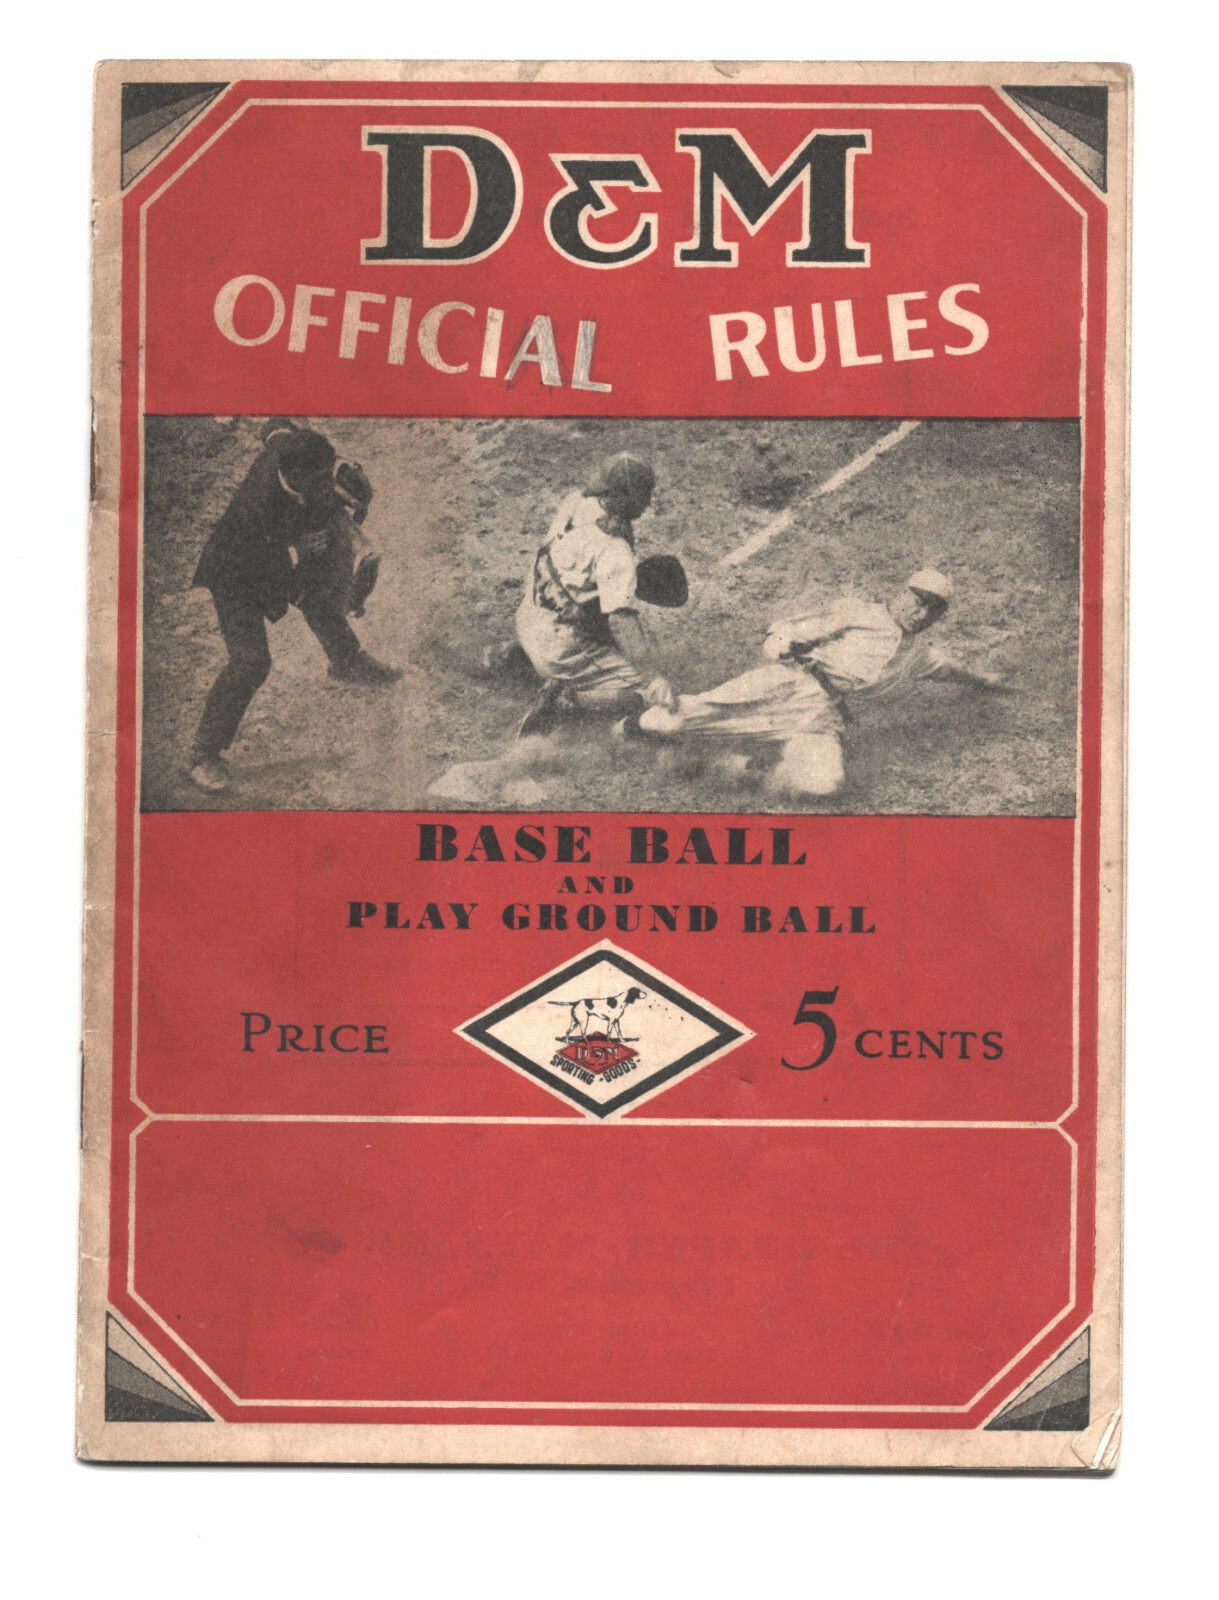 D&M
OFFICIAL RULES
BASE BALL
AND
PLAY GROUND BALL
PRICE 5 CENTS
D&M
SPORTING GOODS